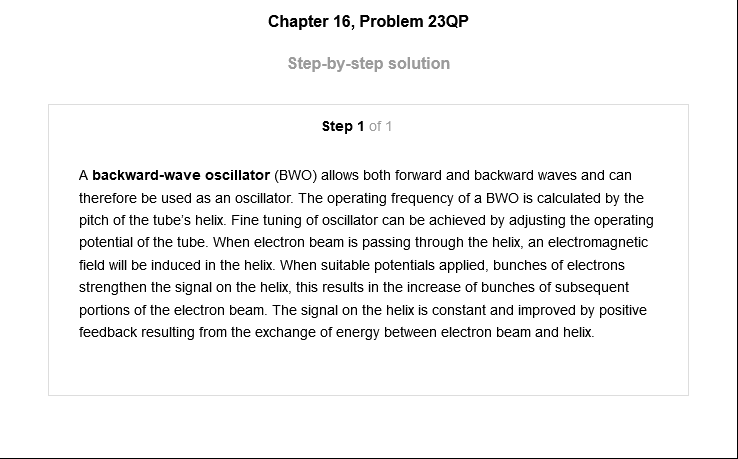 Chapter 16, Problem 23QP
Step-by-step solution
Step 1 of 1
A backward-wave oscillator (BWO) allows both forward and backward waves and can
therefore be used as an oscillator. The operating frequency of a BWO is calculated by the
pitch of the tube's helix. Fine tuning of oscillator can be achieved by adjusting the operating
potential of the tube. When electron beam is passing through the helix, an electromagnetic
field will be induced in the helix. When suitable potentials applied, bunches of electrons
strengthen the signal on the helix, this results in the increase of bunches of subsequent
portions of the electron beam. The signal on the helix is constant and improved by positive
feedback resulting from the exchange of energy between electron beam and helix.